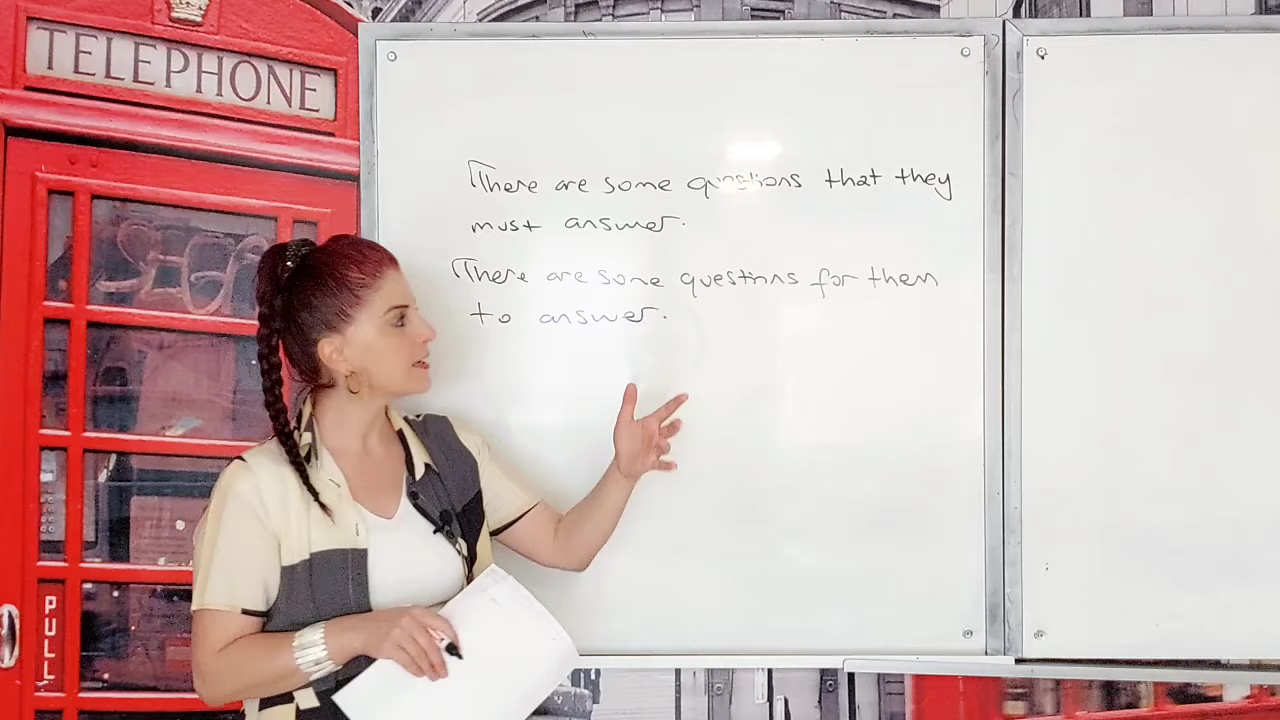 TELEPHONE
There are some questions that they
must answer.
There are some questions for them
to answer.
PULL